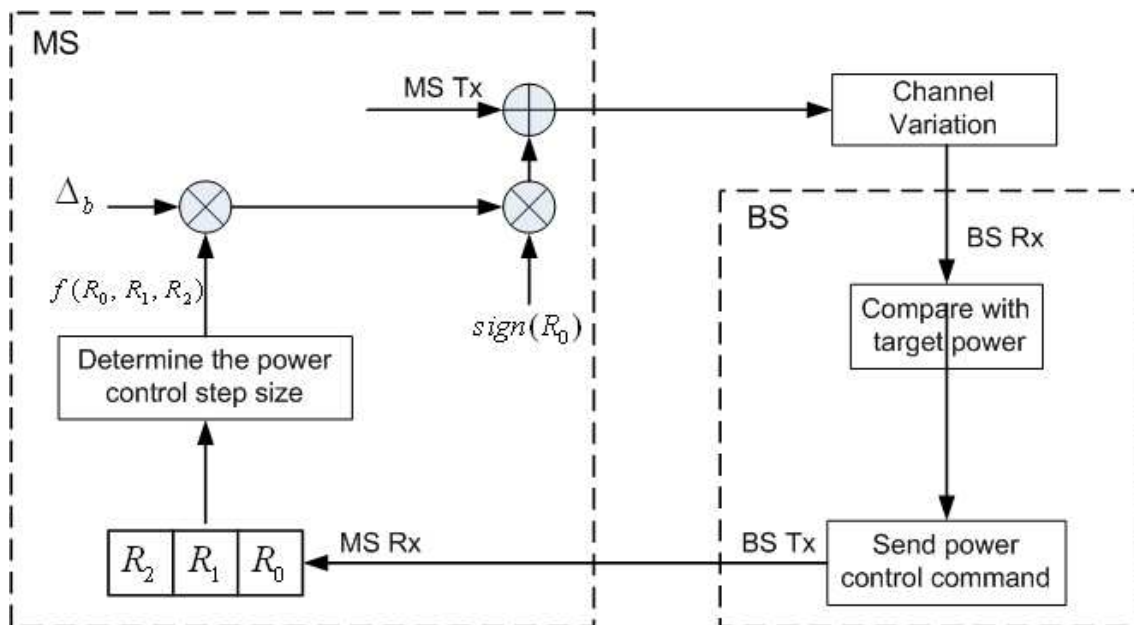 MS
MS Tx
Channel
Variation
Δ_b
BS
BS Rx
f(R_0, R_1, R_2)
sign(R_0)
Compare with
target power
Determine the power
control step size
R_2 R_1 R_0
MS Rx
BS Tx
Send power
control command